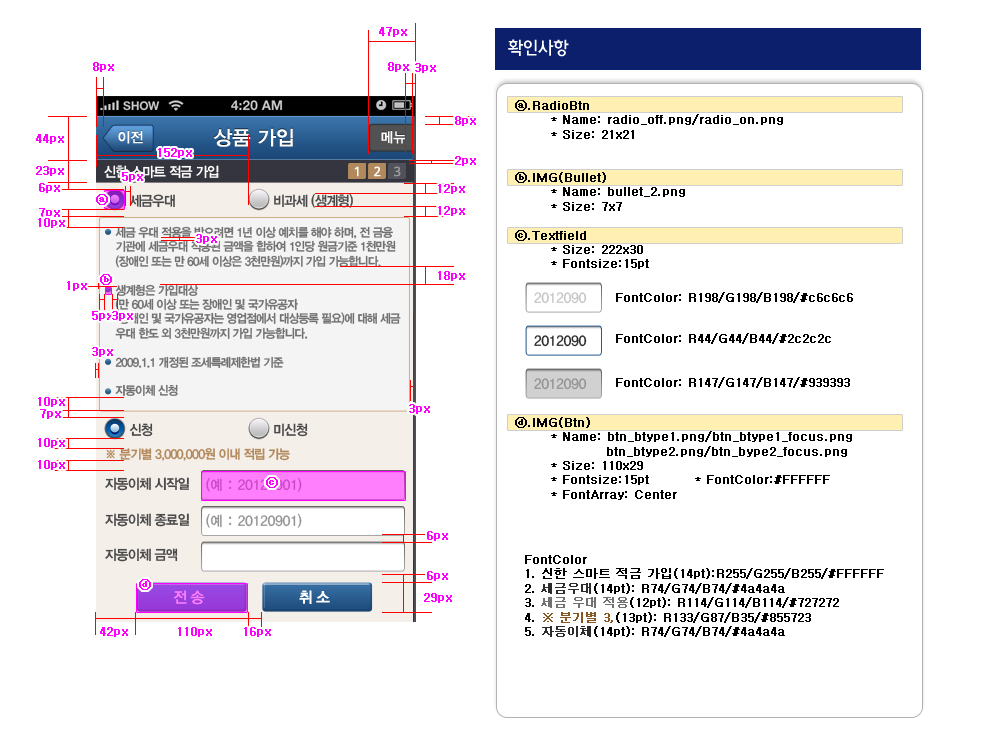 47px
8px
8px
3px
SHOW
4:20 AM
8px
44px
이전
상품 가입
메뉴
152px
2px
23px
신한 스마트 적금 가입
1 2 3
5px
6px
12px
ⓐ
세금우대
비과세 (생계형)
7px
12px
10px
세금 우대 적용을 받으려면 1년 이상 예치를 해야 하며, 전 금융
3px
기관에 세금우대 적용된 금액을 합하여 1인당 원금기준 1천만원
(장애인 또는 만 60세 이상은 3천만원)까지 가입 가능합니다.
18px
ⓑ
1px
생계형은 가입대상
(만 60세 이상 또는 장애인 및 국가유공자
5px
3px
애인 및 국가유공자는 영업점에서 대상등록 필요)에 대해 세금
우대 한도 외 3천만원까지 가입 가능합니다.
3px
2009.1.1 개정된 조세특례제한법 기준
자동이체 신청
10px
3px
7px
신청
미신청
10px
※ 분기별 3,000,000원 이내 적립 가능
10px
자동이체 시작일
(예 : 20120901)
ⓒ
자동이체 종료일
(예 : 20120901)
6px
자동이체 금액
6px
ⓓ
전송
취소
29px
42px
110px
16px
확인사항
ⓐ.RadioBtn
* Name: radio_off.png/radio_on.png
* Size: 21x21
ⓑ.IMG(Bullet)
* Name: bullet_2.png
* Size: 7x7
ⓒ.Textfield
* Size: 222x30
* Fontsize:15pt
2012090
FontColor: R198/G198/B198/#c6c6c6
2012090
FontColor: R44/G44/B44/#2c2c2c
2012090
FontColor: R147/G147/B147/#939393
ⓓ.IMG(Btn)
* Name: btn_btype1.png/btn_btype1_focus.png
btn_btype2.png/btn_bype2_focus.png
* Size: 110x29
* Fontsize:15pt * FontColor:#FFFFFF
* FontArray: Center
FontColor
1. 신한 스마트 적금 가입(14pt):R255/G255/B255/#FFFFFF
2. 세금우대(14pt): R74/G74/B74/#4a4a4a
3. 세금 우대 적용(12pt): R114/G114/B114/#727272
4. ※ 분기별 3,(13pt): R133/G87/B35/#855723
5. 자동이체(14pt): R74/G74/B74/#4a4a4a